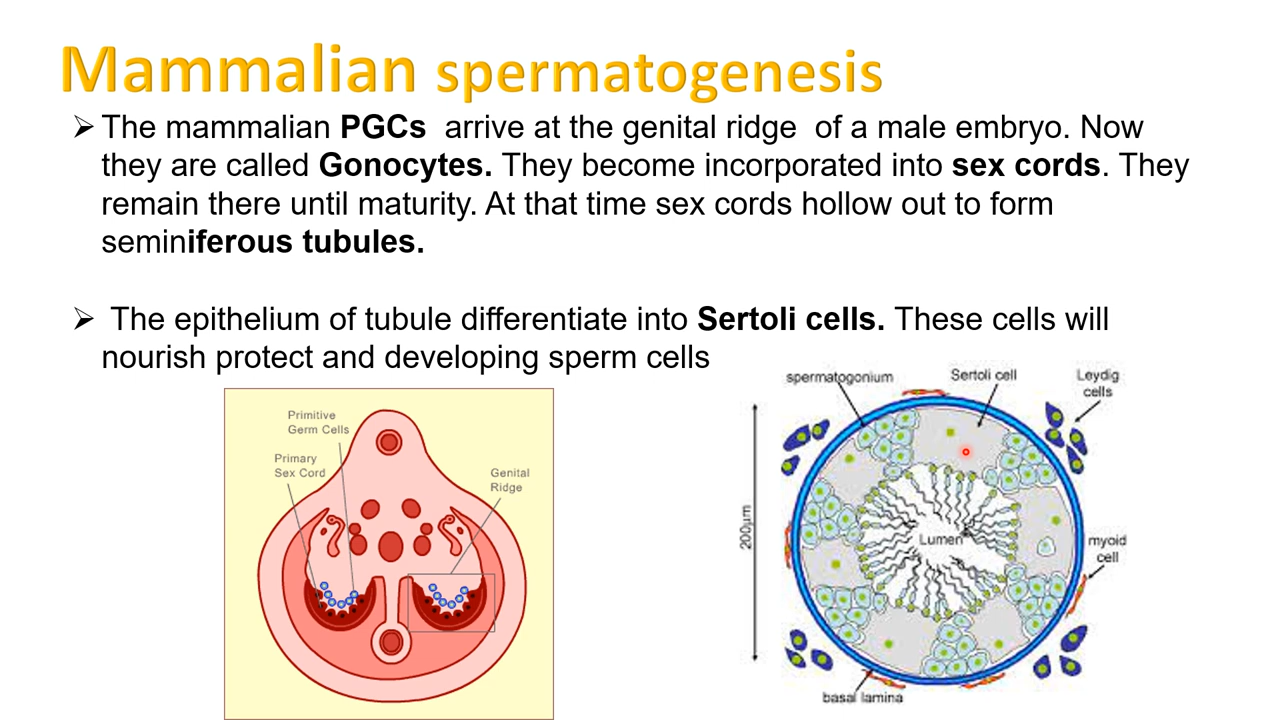 Mammalian spermatogenesis
➢ The mammalian PGCs arrive at the genital ridge of a male embryo. Now
they are called Gonocytes. They become incorporated into sex cords. They
remain there until maturity. At that time sex cords hollow out to form
seminiferous tubules.
➢ The epithelium of tubule differentiate into Sertoli cells. These cells will
nourish protect and developing sperm cells
Primitive
Germ Cells
Primary
Sex Cord
Genital
Ridge
spermatogonium
Sertoli cell
Leydig
cells
200µm
Lumen
myoid
cell
basal lamina